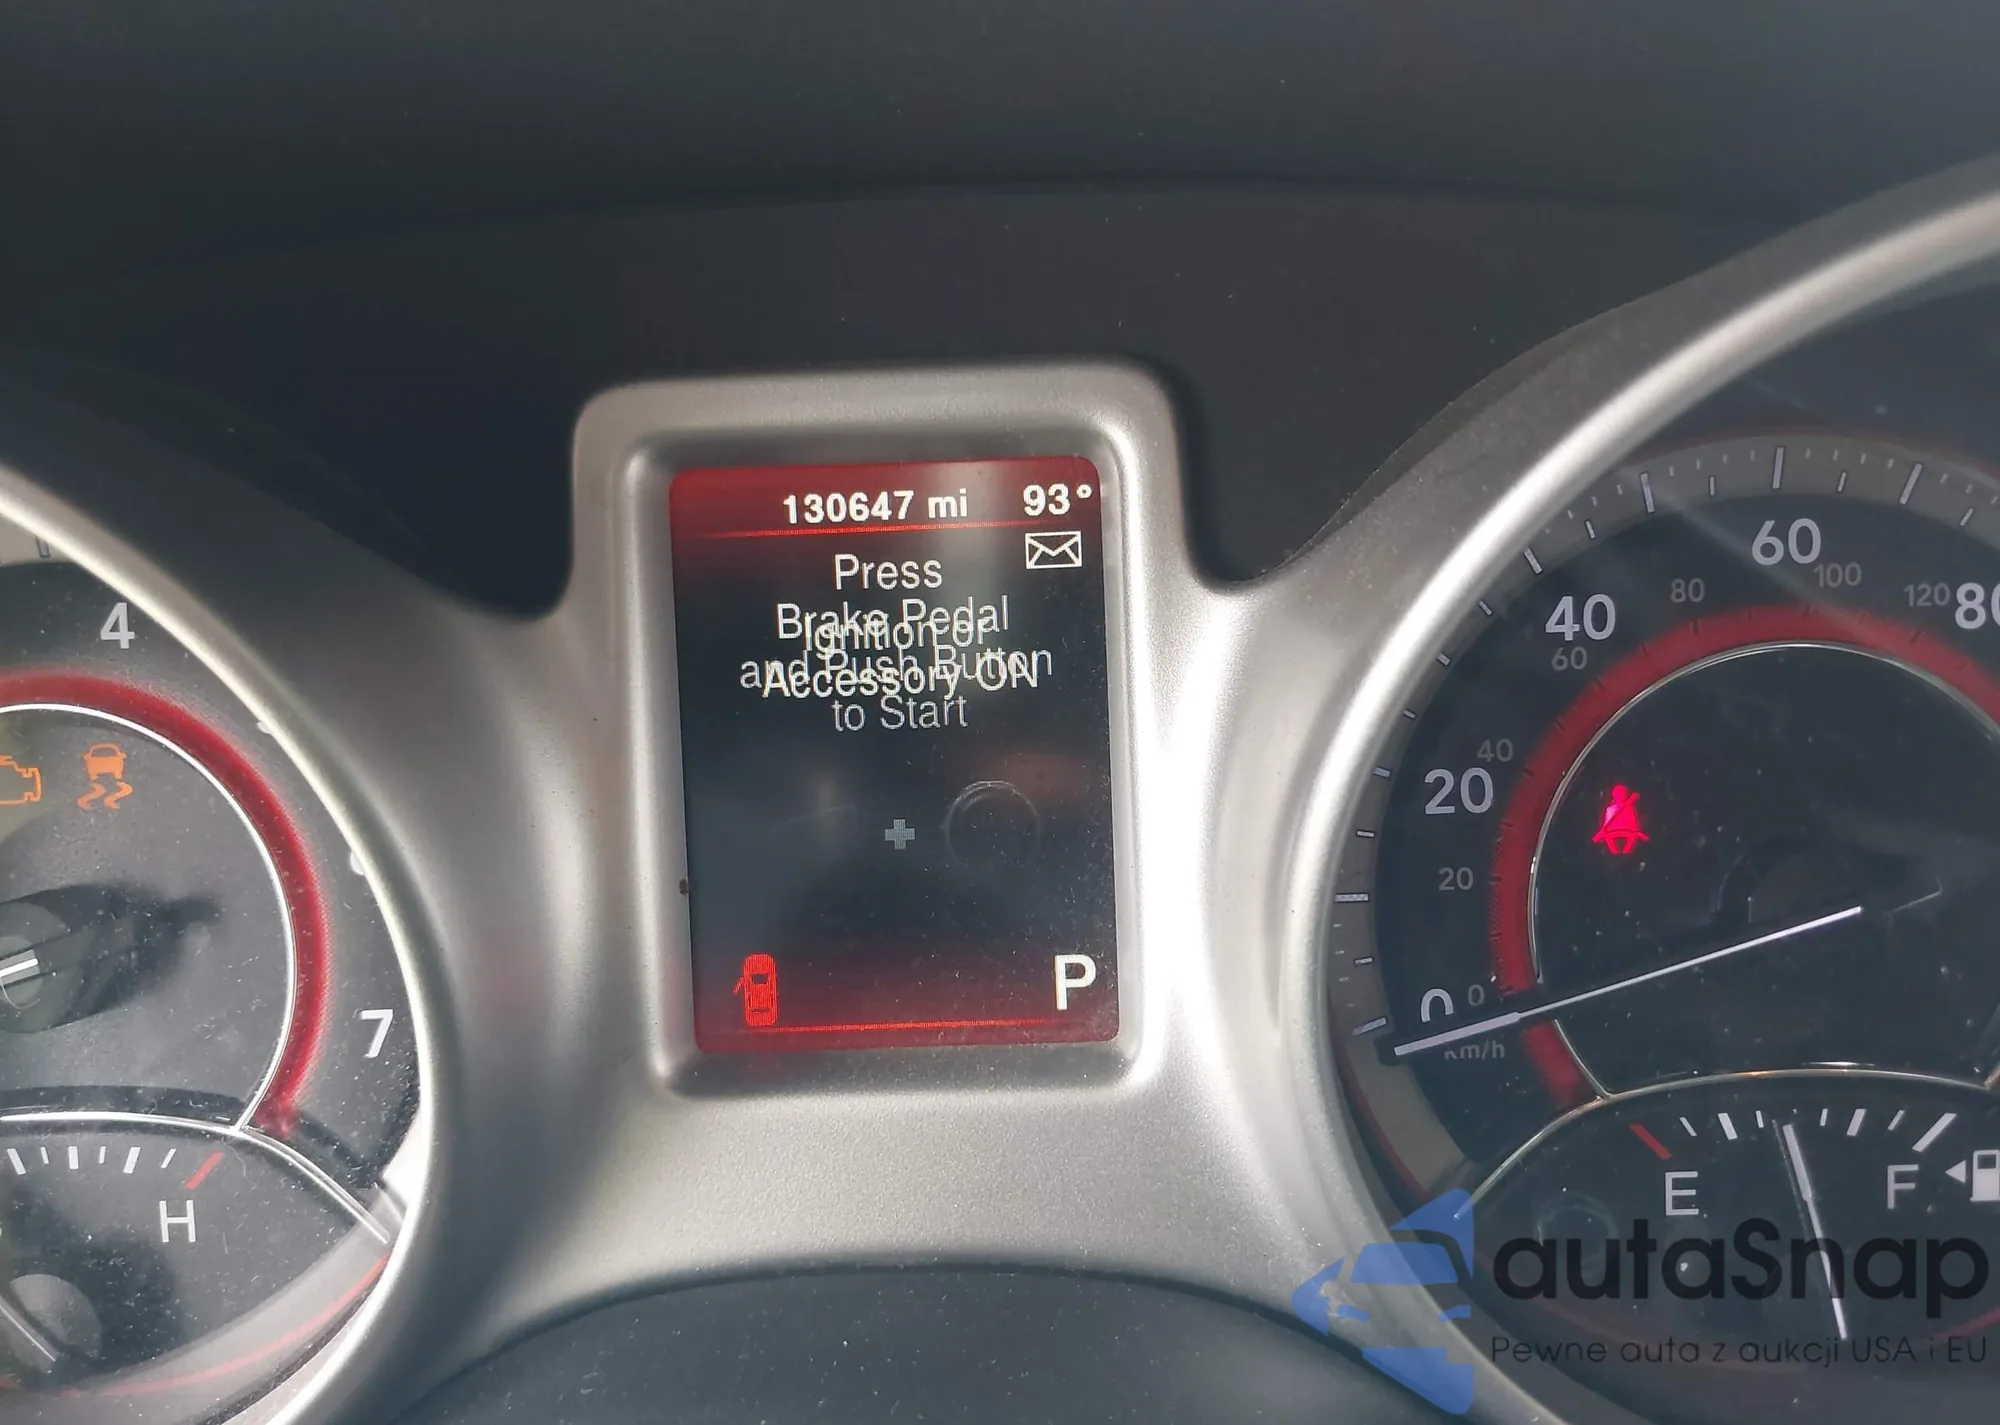 130647 mi 93°
Press
Brake Pedal
and Push Button
to Start
Ignition or
Accessory ON
P
4
7
H
0
20
40
60
80
0
20
40
60
80
100
120
km/h
E
F
autaSnap
Pewne auta z aukcji USA i EU